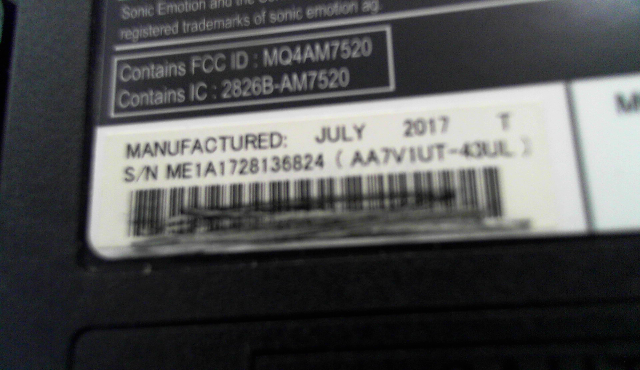 Sonic Emotion and the
registered trademarks of sonic emotion ag.
Contains FCC ID : MQ4AM7520
Contains IC : 2826B-AM7520
MANUFACTURED: JULY 2017 T
S/N ME1A1728136824 ( AA7V1UT-43UIL )